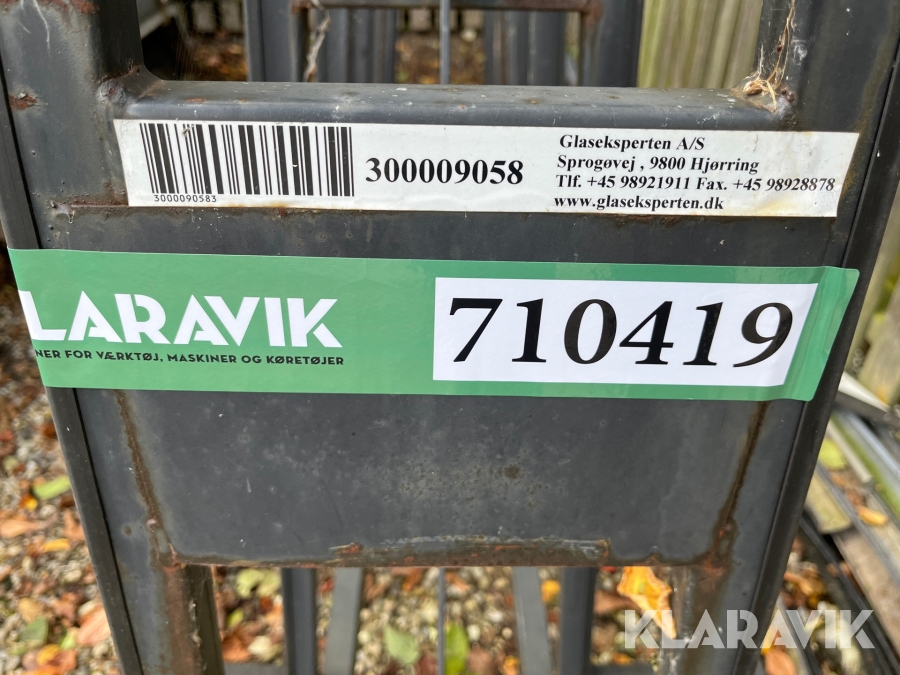 Glaseksperten A/S
Sprogøvej , 9800 Hjørring
300009058
Tlf. +45 98921911 Fax. +45 98928878
3000090583
www.glaseksperten.dk
LARAVIK
710419
NER FOR VÆRKTØJ, MASKINER OG KØRETØJER
KLARAVIK